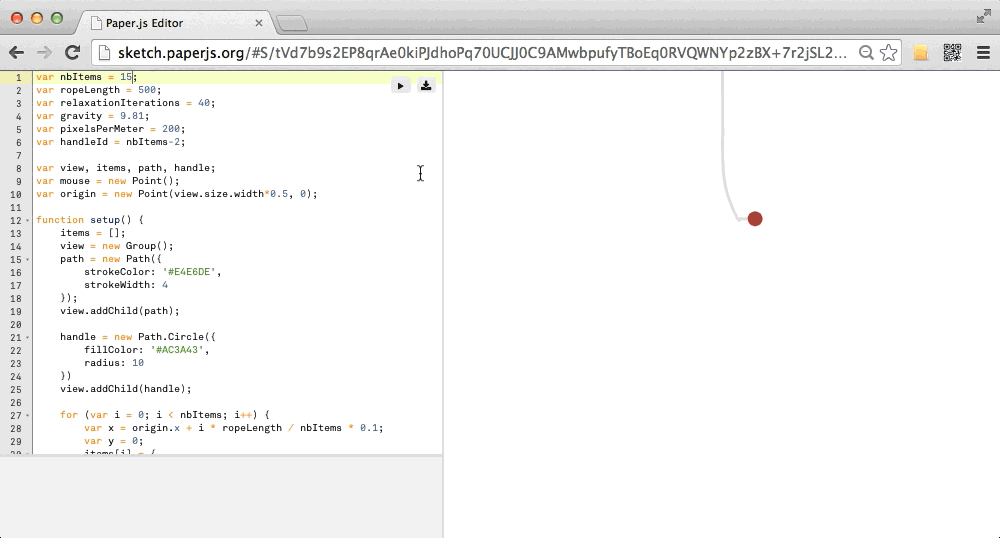 Paper.js Editor
sketch.paperjs.org/#S/tVd7b9s2EP8qrAe0kiPJdhoPq70UCJJ0C9AMwbpufyTBoEq0RVQWNYp2zBX+7r2jSL2...
1 var nbItems = 15;
2 var ropeLength = 500;
3 var relaxationIterations = 40;
4 var gravity = 9.81;
5 var pixelsPerMeter = 200;
6 var handleId = nbItems-2;
7
8 var view, items, path, handle;
9 var mouse = new Point();
10 var origin = new Point(view.size.width*0.5, 0);
11
12 function setup() {
13 items = [];
14 view = new Group();
15 path = new Path({
16 strokeColor: '#E4E6DE',
17 strokeWidth: 4
18 });
19 view.addChild(path);
20
21 handle = new Path.Circle({
22 fillColor: '#AC3A43',
23 radius: 10
24 })
25 view.addChild(handle);
26
27 for (var i = 0; i < nbItems; i++) {
28 var x = origin.x + i * ropeLength / nbItems * 0.1;
29 var y = 0;
30 items[i] = {